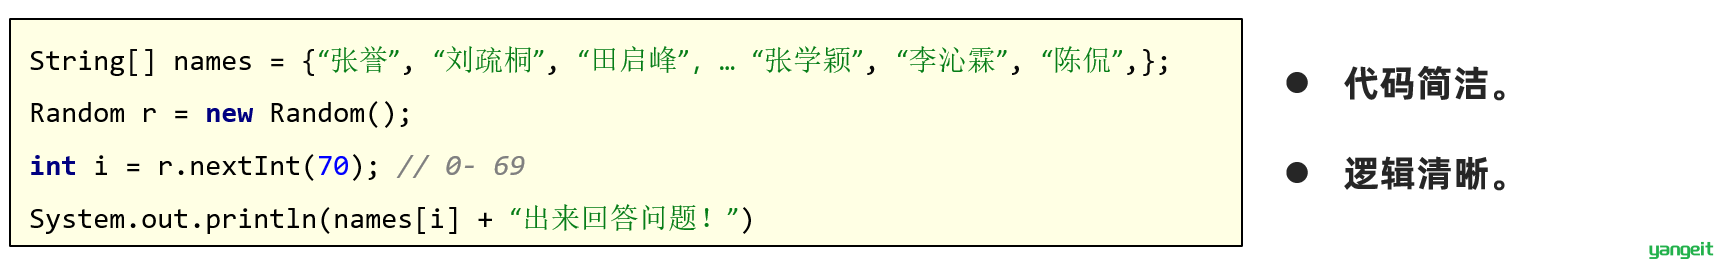 String[] names = {“张誉”, “刘疏桐”, “田启峰”, … “张学颖”, “李沁霖”, “陈侃”,};
Random r = new Random();
int i = r.nextInt(70); // 0- 69
System.out.println(names[i] + “出来回答问题！”)
● 代码简洁。
● 逻辑清晰。
yangeit